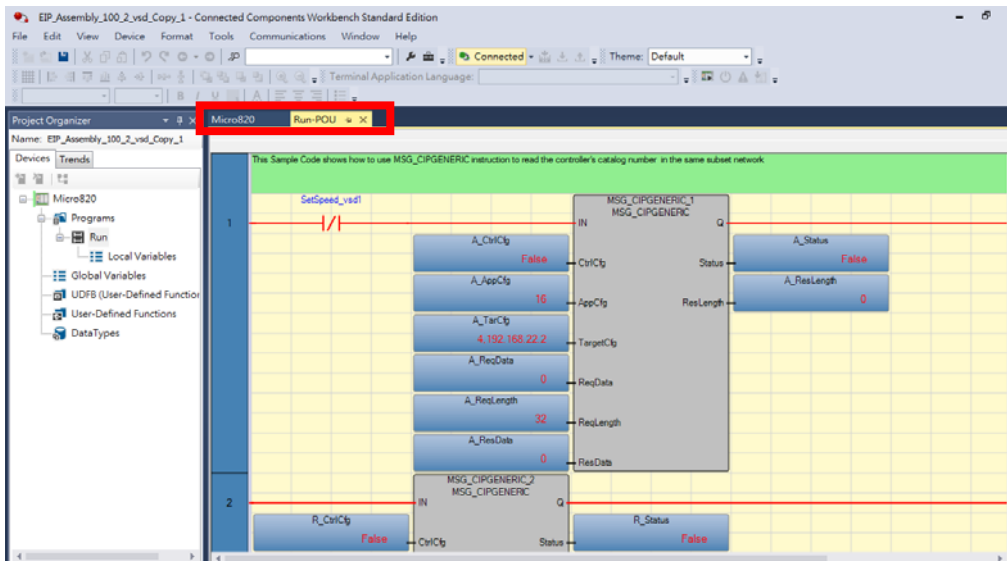 EIP_Assembly_100_2_vsd_Copy_1 - Connected Components Workbench Standard Edition
File Edit View Device Format Tools Communications Window Help
Connected Theme: Default
Terminal Application Language:
Project Organizer
Micro820 Run-POU
Name: EIP_Assembly_100_2_vsd_Copy_1
Devices Trends
Micro820
Programs
Run
Local Variables
Global Variables
UDFB (User-Defined Function
User-Defined Functions
DataTypes
This Sample Code shows how to use MSG_CIPGENERIC instruction to read the controller's catalog number in the same subset network
1
SetSpeed_vsd1
MSG_CIPGENERIC_1
MSG_CIPGENERIC
IN Q
A_CtrlCfg
False
CtrlCfg
Status
A_Status
False
A_AppCfg
16
AppCfg
ResLength
A_ResLength
0
A_TarCfg
4,192.168.22.2
TargetCfg
A_ReqData
0
ReqData
A_ReqLength
32
ReqLength
A_ResData
0
ResData
2
MSG_CIPGENERIC_2
MSG_CIPGENERIC
IN Q
R_CtrlCfg
False
CtrlCfg
Status
R_Status
False